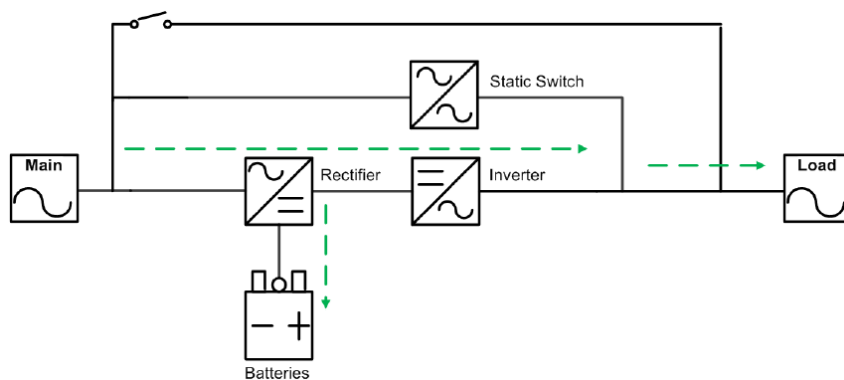 Static Switch
Main
Rectifier
Inverter
Load
Batteries